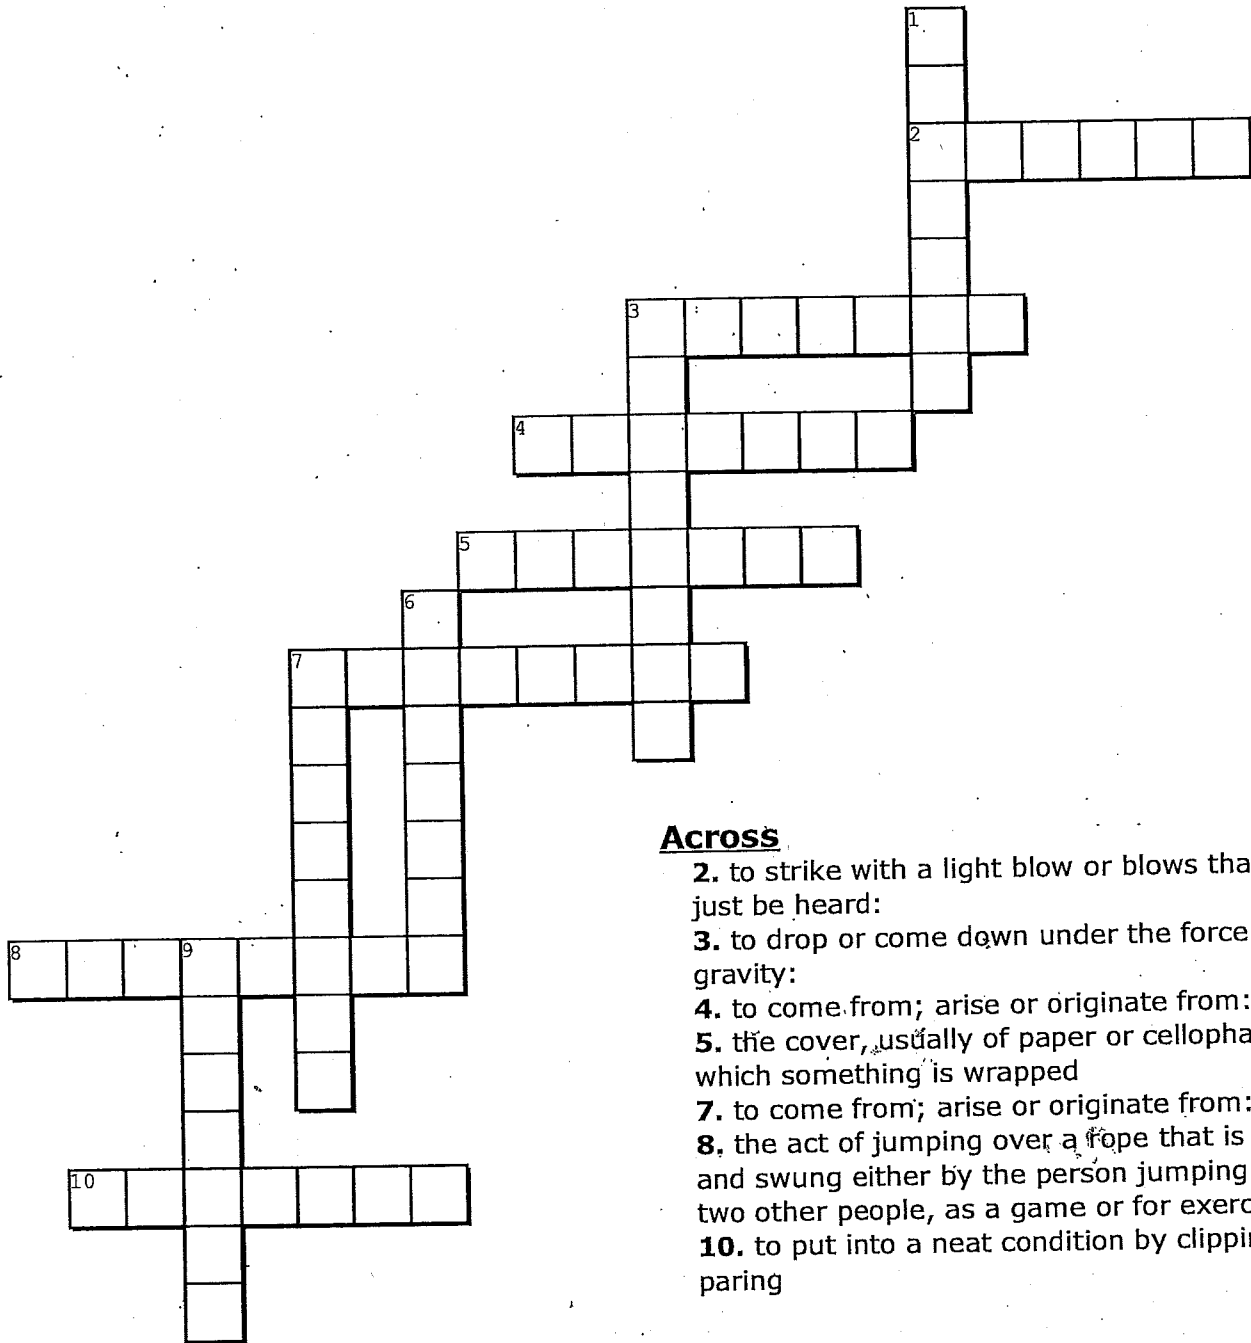 1
2
3
4
5
6
7
8
9
10
Across
2. to strike with a light blow or blows tha
just be heard:
3. to drop or come down under the force
gravity:
4. to come from; arise or originate from:
5. the cover, usually of paper or cellopha
which something is wrapped
7. to come from; arise or originate from:
8. the act of jumping over a rope that is
and swung either by the person jumping
two other people, as a game or for exerc
10. to put into a neat condition by clippin
paring